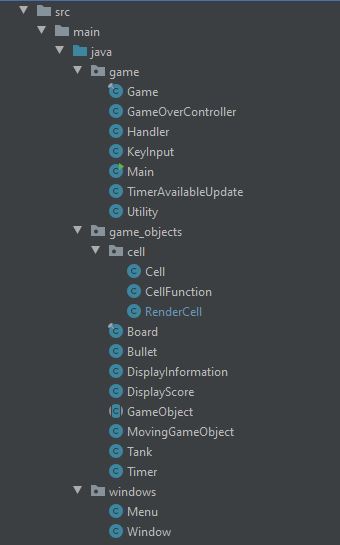 src
main
java
game
Game
GameOverController
Handler
KeyInput
Main
TimerAvailableUpdate
Utility
game_objects
cell
Cell
CellFunction
RenderCell
Board
Bullet
DisplayInformation
DisplayScore
GameObject
MovingGameObject
Tank
Timer
windows
Menu
Window